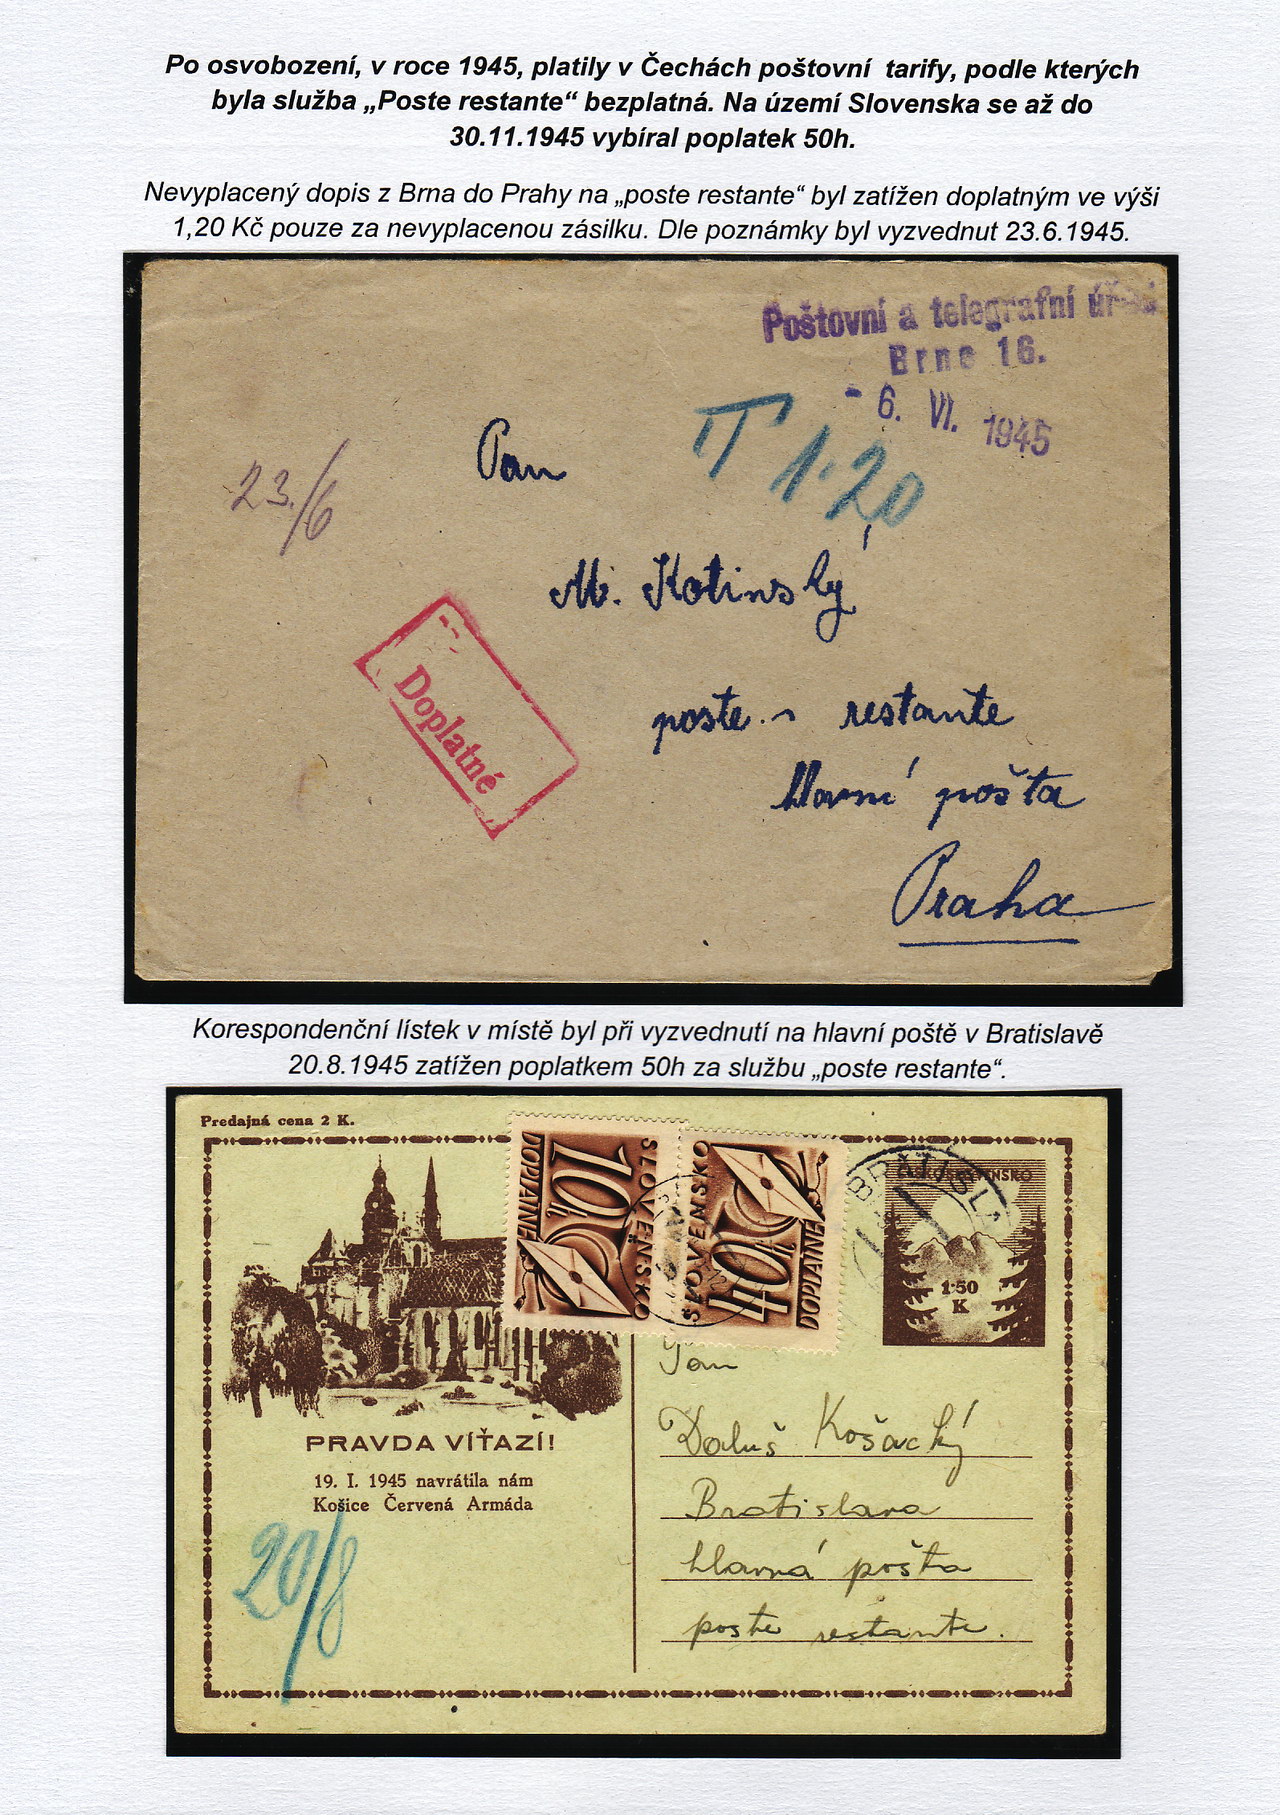 Po osvobození, v roce 1945, platily v Čechách poštovní tarify, podle kterých
byla služba „Poste restante“ bezplatná. Na území Slovenska se až do
30.11.1945 vybíral poplatek 50h.
Nevyplacený dopis z Brna do Prahy na „poste restante“ byl zatížen doplatným ve výši
1,20 Kč pouze za nevyplacenou zásilku. Dle poznámky byl vyzvednut 23.6.1945.
Poštovní a telegrafní úřad
Brno 16.
- 6. VI. 1945
T 1·20
23./6
Pan
M. Kotinský
Doplatné
poste - restante
hlavní pošta
Praha
Korespondenční lístek v místě byl při vyzvednutí na hlavní poště v Bratislavě
20.8.1945 zatížen poplatkem 50h za službu „poste restante“.
Predajná cena 2 K.
DOPLATNÉ
10h
SLOVENSKO
SLOVENSKO
40h
DOPLATNÉ
BRATISLA
1·50
K
Pan
Košacký
Bratislava
hlavná pošta
poste restante.
PRAVDA VÍŤAZÍ!
19. I. 1945 navrátila nám
Košice Červená Armáda
20/8